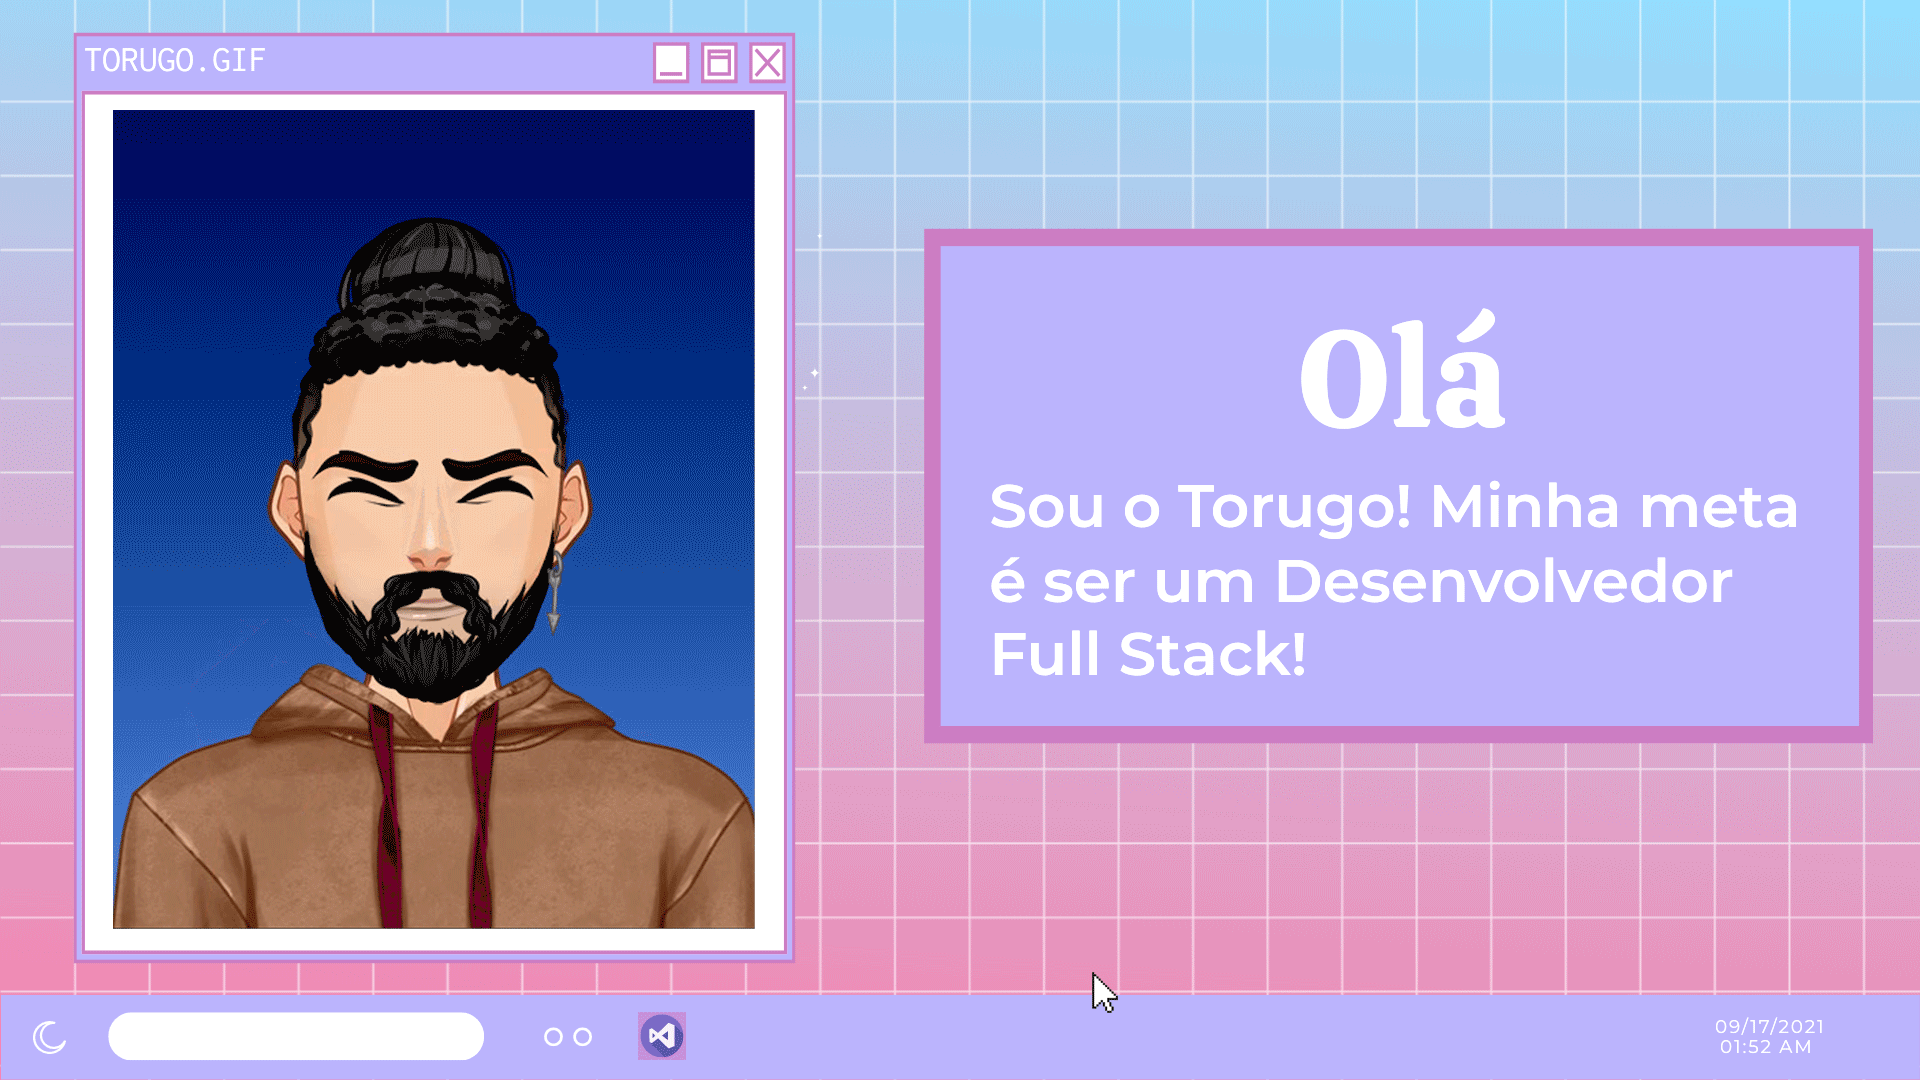 TORUGO.GIF
Olá
Sou o Torugo! Minha meta
é ser um Desenvolvedor
Full Stack!
09/17/2021
01:52 AM